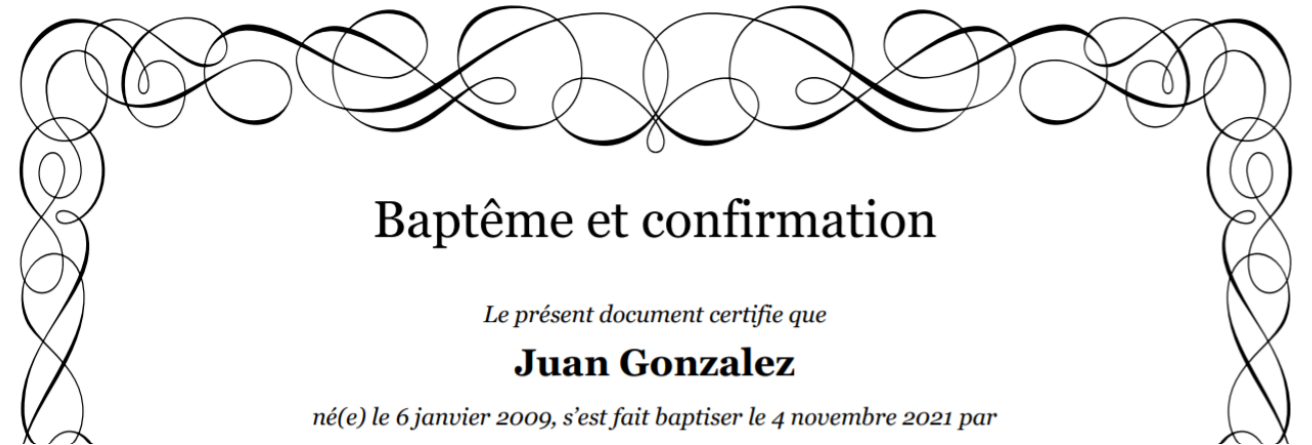 Baptême et confirmation
Le présent document certifie que
Juan Gonzalez
né(e) le 6 janvier 2009, s’est fait baptiser le 4 novembre 2021 par